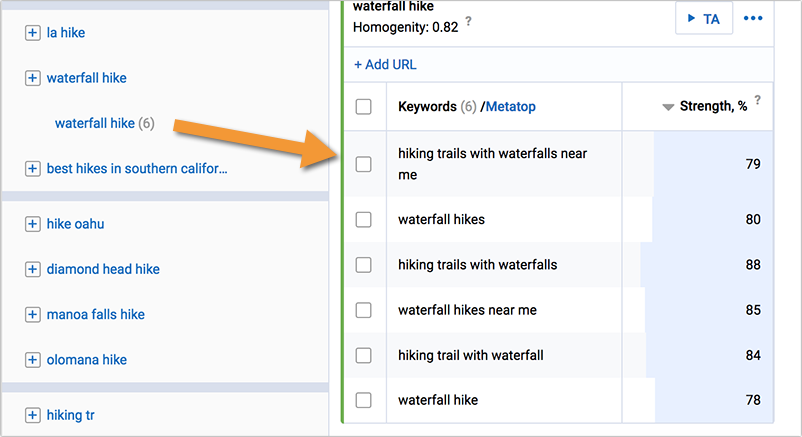 la hike
waterfall hike
waterfall hike (6)
best hikes in southern califor...
hike oahu
diamond head hike
manoa falls hike
olomana hike
hiking tr
waterfall hike
Homogenity: 0.82 ?
TA
+ Add URL
Keywords (6) /Metatop
Strength, % ?
hiking trails with waterfalls near
me
79
waterfall hikes
80
hiking trails with waterfalls
88
waterfall hikes near me
85
hiking trail with waterfall
84
waterfall hike
78